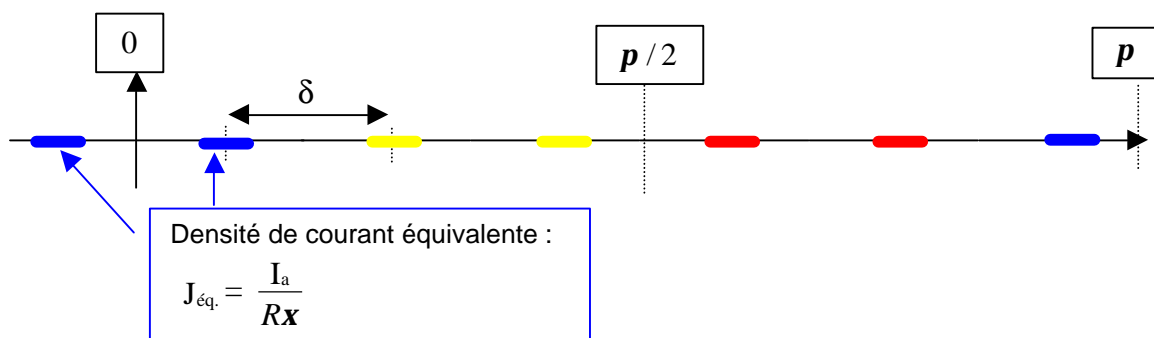 0
p / 2
p
δ
Densité de courant équivalente :
Jéq. = Ia / Rx